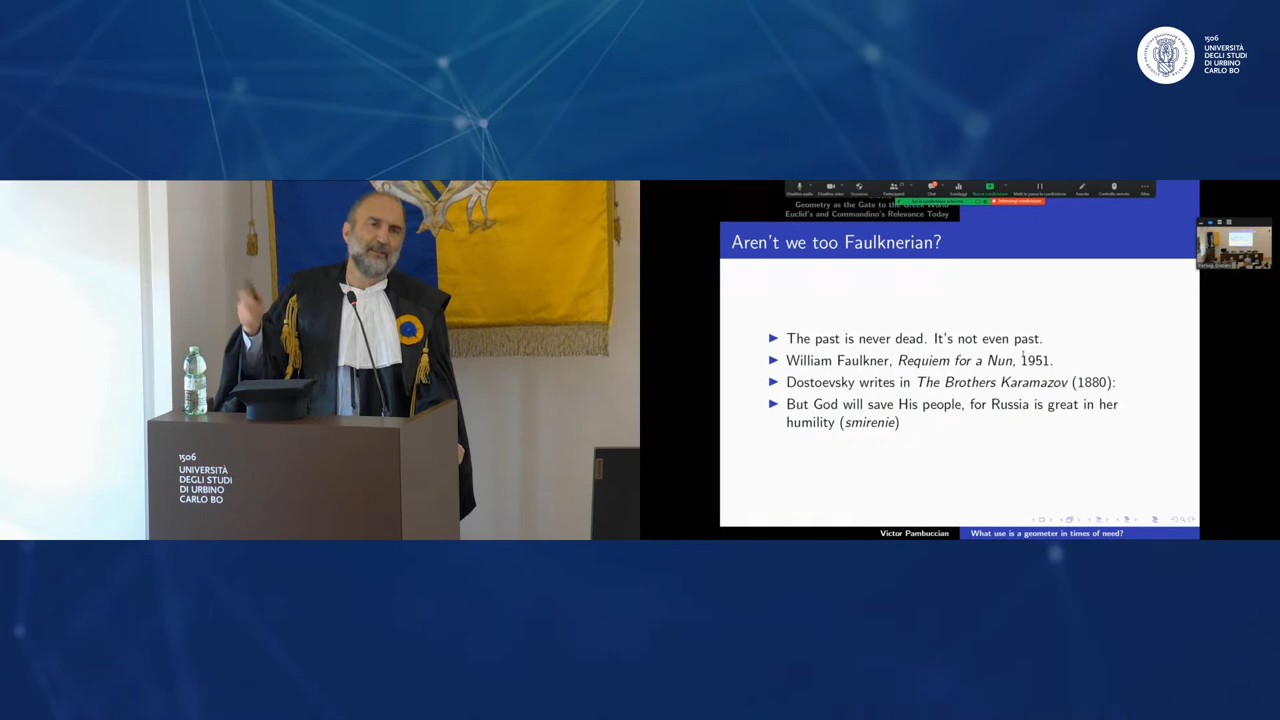 1506
UNIVERSITÀ
DEGLI STUDI
DI URBINO
CARLO BO
1506
UNIVERSITÀ
DEGLI STUDI
DI URBINO
CARLO BO
Geometry as the Gate to the Greek World
Euclid's and Commandino's Relevance Today
Aren't we too Faulknerian?
The past is never dead. It's not even past.
William Faulkner, Requiem for a Nun, 1951.
Dostoevsky writes in The Brothers Karamazov (1880):
But God will save His people, for Russia is great in her
humility (smirenie)
Victor Pambuccian
What use is a geometer in times of need?